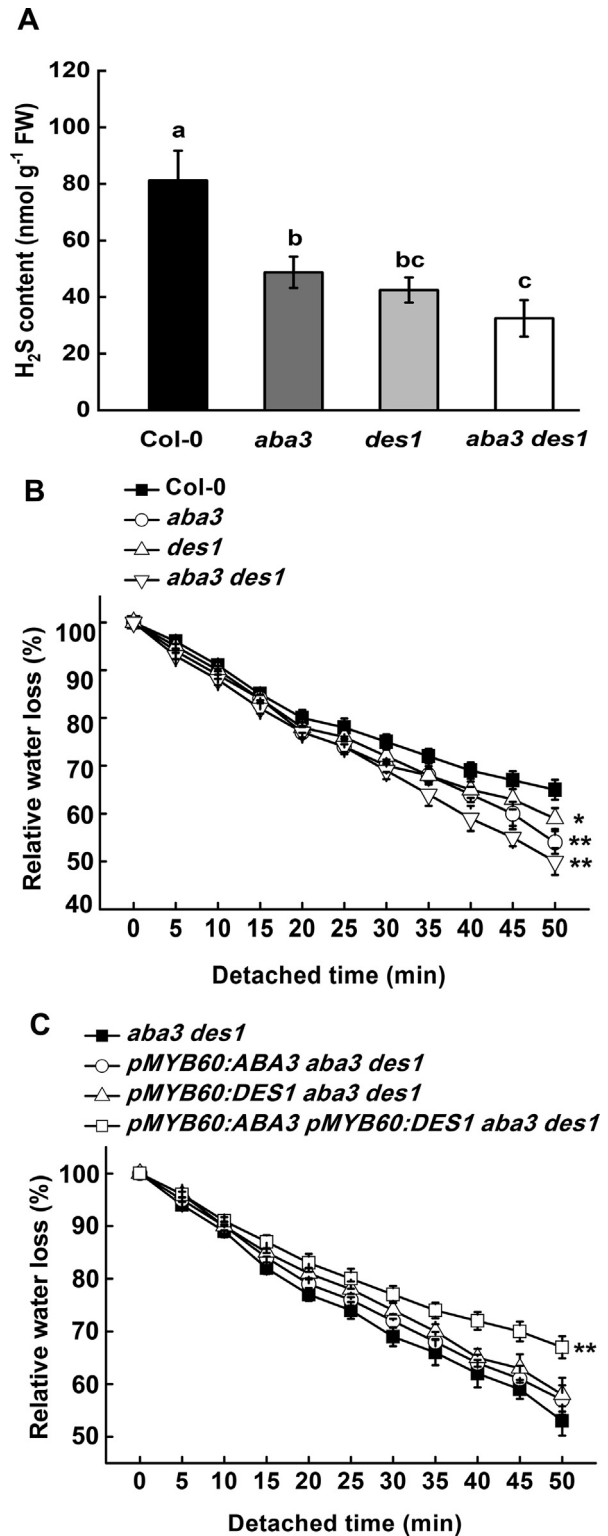 A
H₂S content (nmol g⁻¹ FW)
120
100
80
60
40
20
0
a
b
bc
c
Col-0
aba3
des1
aba3 des1
B
Col-0
aba3
des1
aba3 des1
Relative water loss (%)
100
90
80
70
60
50
40
*
**
**
0 5 10 15 20 25 30 35 40 45 50
Detached time (min)
C
aba3 des1
pMYB60:ABA3 aba3 des1
pMYB60:DES1 aba3 des1
pMYB60:ABA3 pMYB60:DES1 aba3 des1
Relative water loss (%)
100
90
80
70
60
50
**
0 5 10 15 20 25 30 35 40 45 50
Detached time (min)